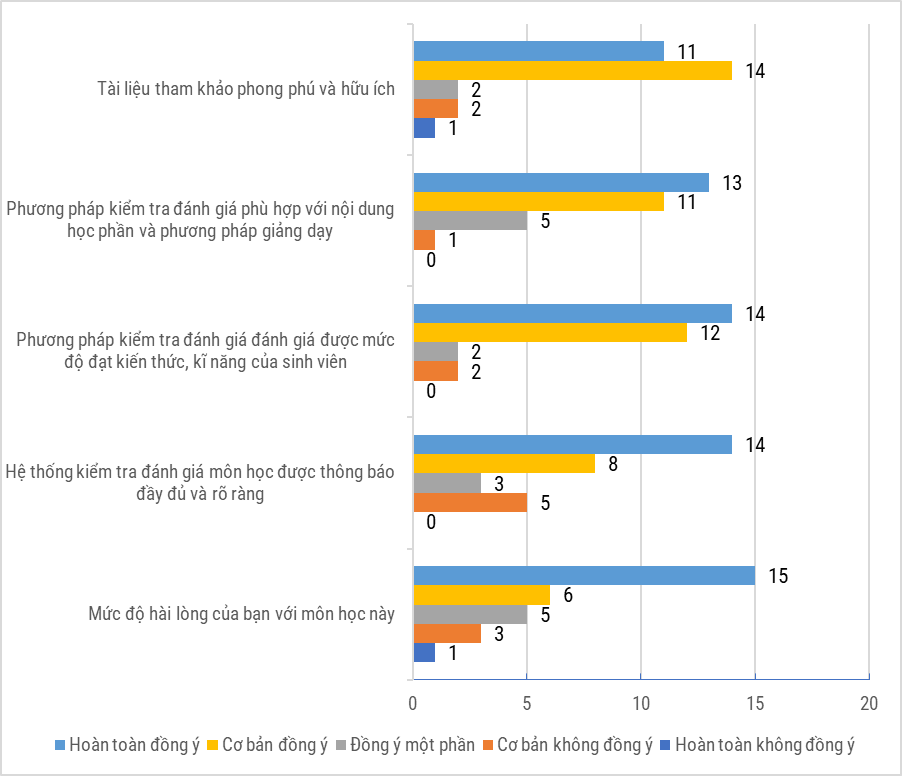 11
14
Tài liệu tham khảo phong phú và hữu ích
2
2
1
13
Phương pháp kiểm tra đánh giá phù hợp với nội dung
học phần và phương pháp giảng dạy
11
5
1
0
14
Phương pháp kiểm tra đánh giá đánh giá được mức
độ đạt kiến thức, kĩ năng của sinh viên
12
2
2
0
14
Hệ thống kiểm tra đánh giá môn học được thông báo
đầy đủ và rõ ràng
8
3
5
0
15
6
Mức độ hài lòng của bạn với môn học này
5
3
1
0 5 10 15 20
Hoàn toàn đồng ý Cơ bản đồng ý Đồng ý một phần Cơ bản không đồng ý Hoàn toàn không đồng ý